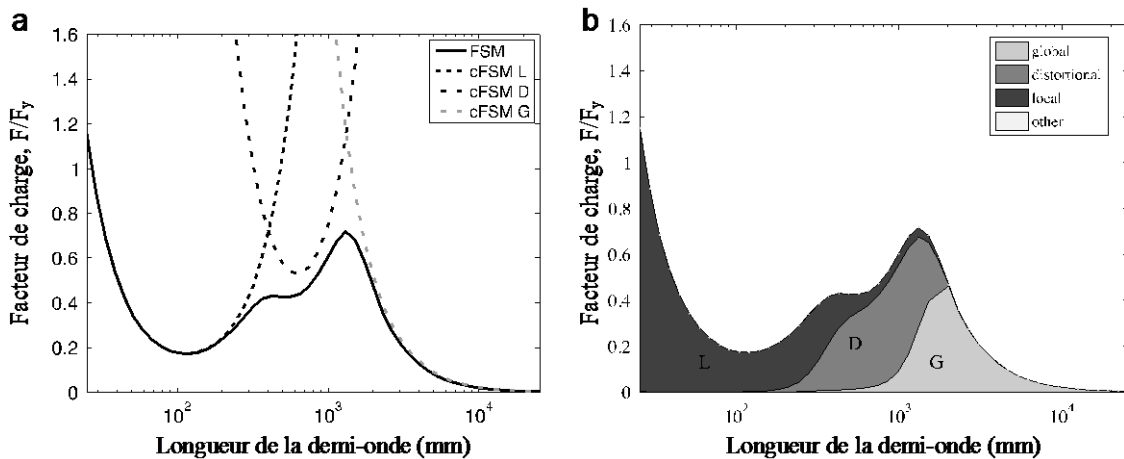 a
1.6
1.4
1.2
1
0.8
0.6
0.4
0.2
0
Facteur de charge, F/Fy
10² 10³ 10⁴
Longueur de la demi-onde (mm)
FSM
cFSM L
cFSM D
cFSM G
b
1.6
1.4
1.2
1
0.8
0.6
0.4
0.2
0
Facteur de charge, F/Fy
10² 10³ 10⁴
Longueur de la demi-onde (mm)
global
distortional
local
other
L
D
G